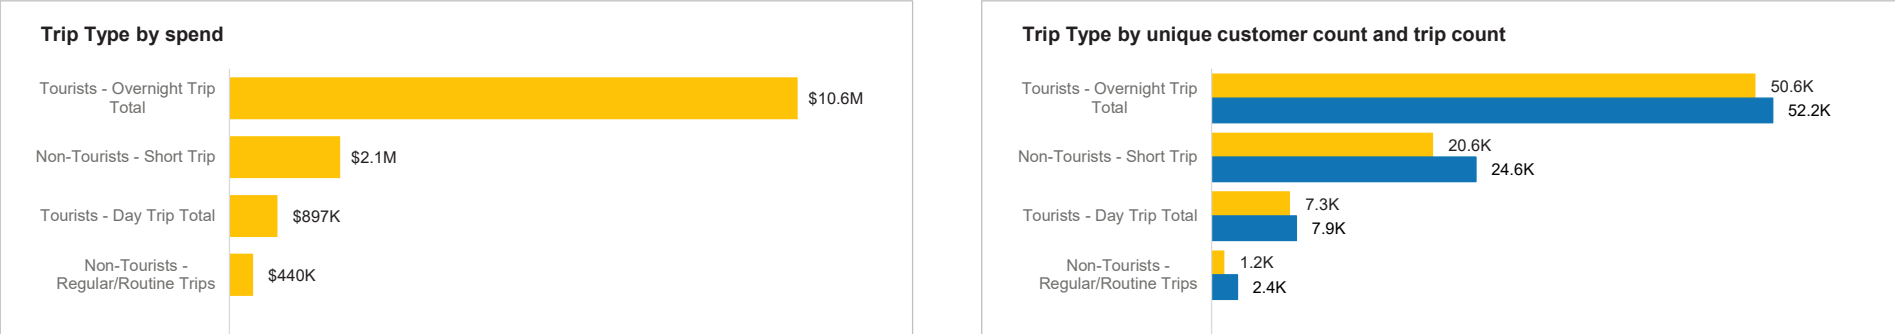 Trip Type by spend
Tourists - Overnight Trip
Total
$10.6M
Non-Tourists - Short Trip
$2.1M
Tourists - Day Trip Total
$897K
Non-Tourists -
Regular/Routine Trips
$440K
Trip Type by unique customer count and trip count
Tourists - Overnight Trip
Total
50.6K
52.2K
Non-Tourists - Short Trip
20.6K
24.6K
Tourists - Day Trip Total
7.3K
7.9K
Non-Tourists -
Regular/Routine Trips
1.2K
2.4K